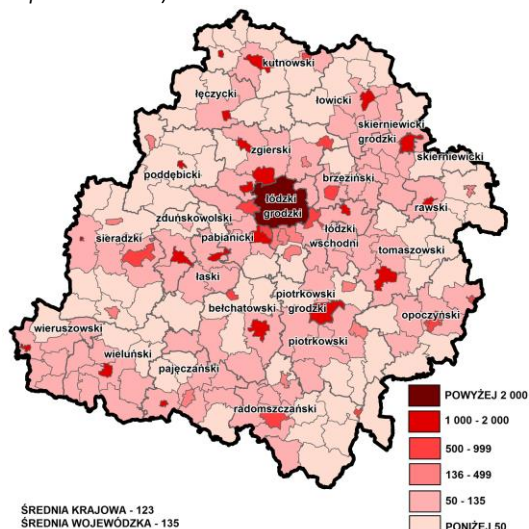 kutnowski
łęczycki
łowicki
skierniewicki
grodzki
skierniewicki
zgierski
poddębicki
brzeziński
łódzki
grodzki
rawski
zduńskowolski
sieradzki
pabianicki
łódzki
wschodni
tomaszowski
łaski
piotrkowski
grodzki
bełchatowski
opoczyński
wieruszowski
piotrkowski
wieluński
pajęczański
radomszczański
POWYŻEJ 2 000
1 000 - 2 000
500 - 999
136 - 499
50 - 135
PONIŻEJ 50
ŚREDNIA KRAJOWA - 123
ŚREDNIA WOJEWÓDZKA - 135